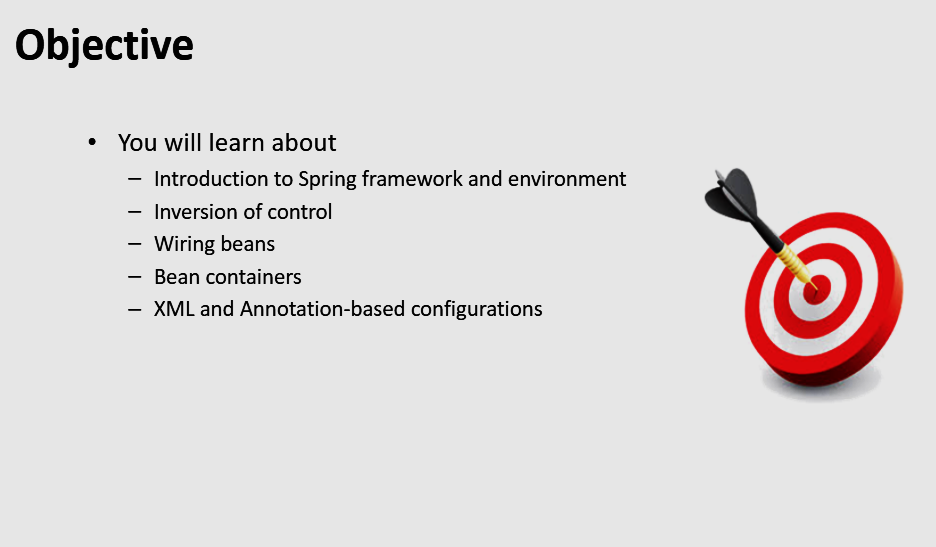 Objective
• You will learn about
– Introduction to Spring framework and environment
– Inversion of control
– Wiring beans
– Bean containers
– XML and Annotation-based configurations